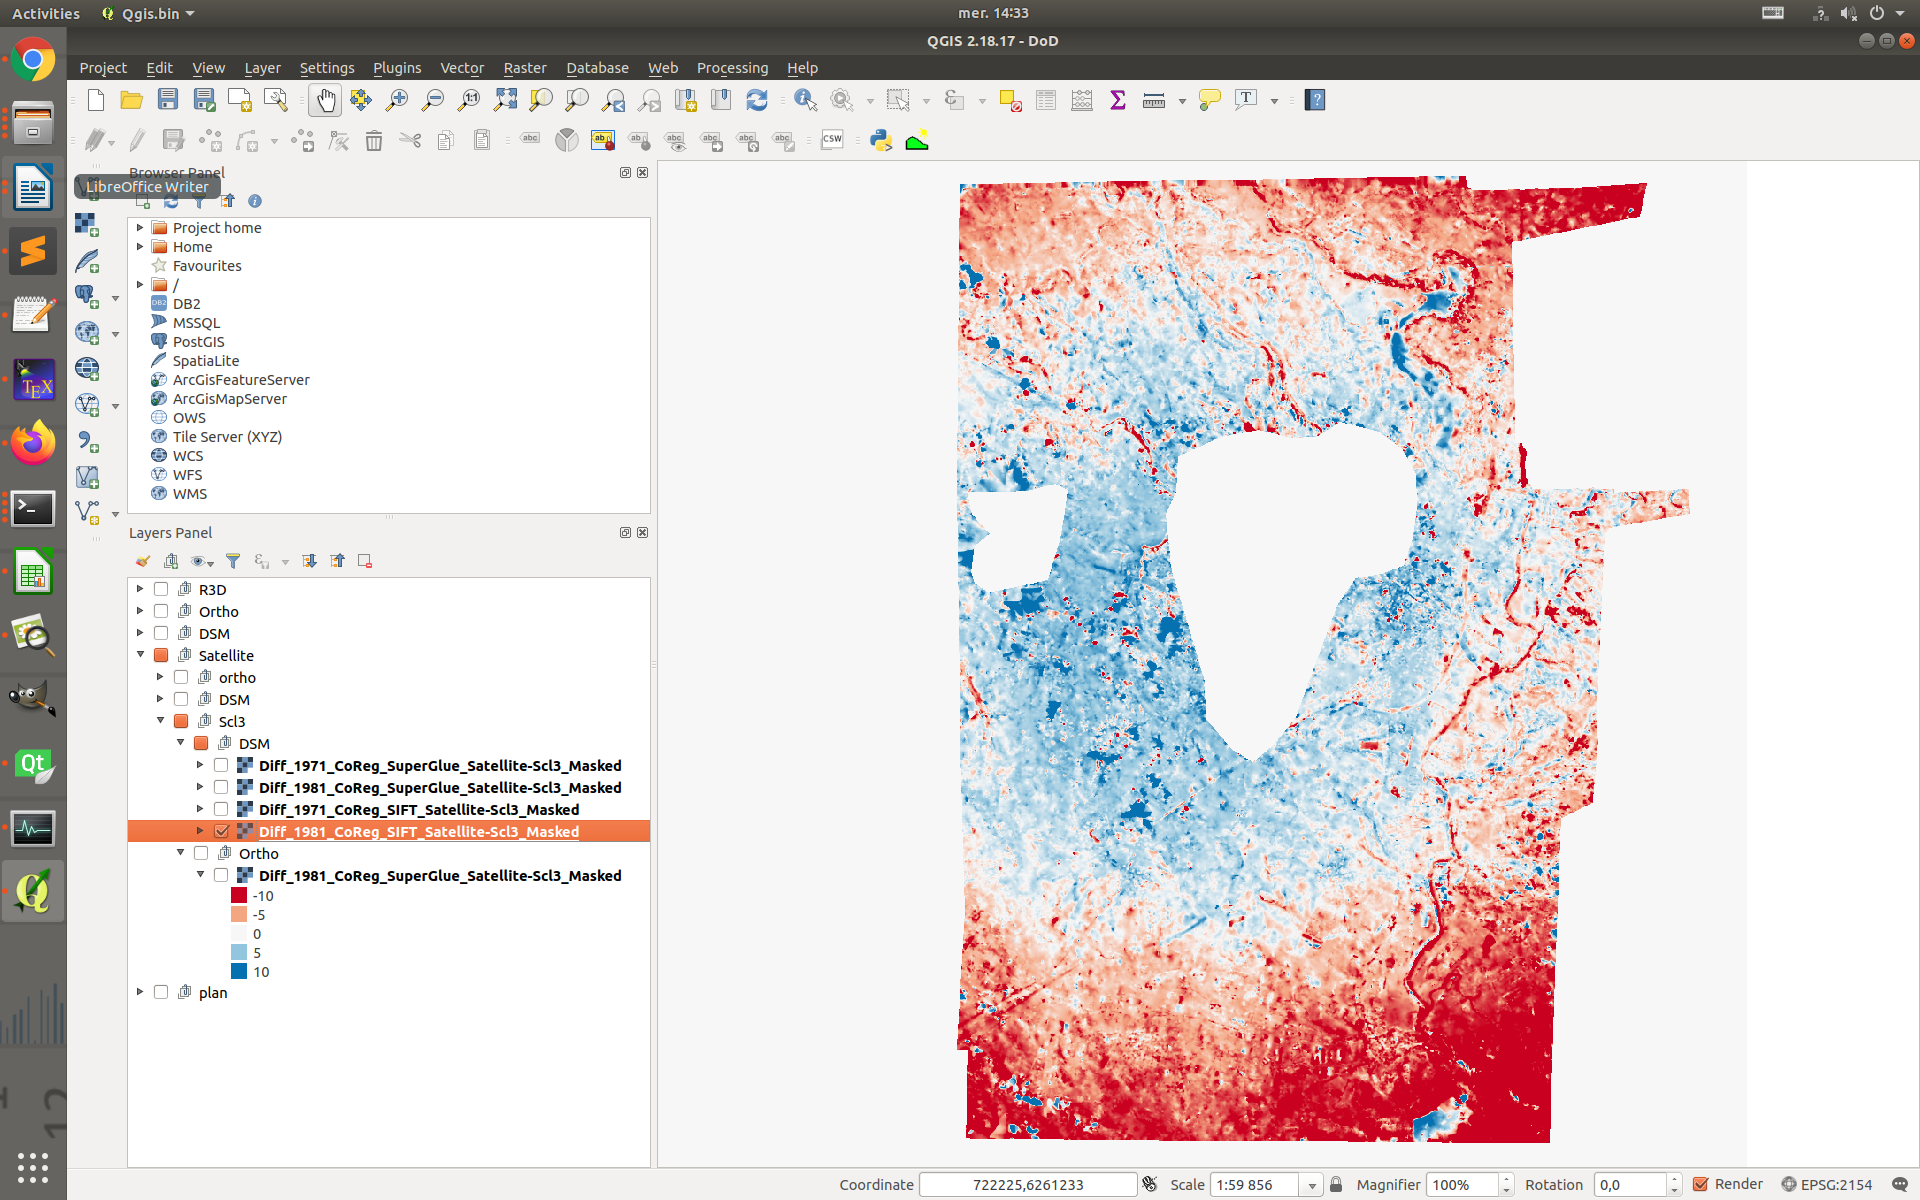 Activities Qgis.bin mer. 14:33
QGIS 2.18.17 - DoD
Project Edit View Layer Settings Plugins Vector Raster Database Web Processing Help
Browser Panel
LibreOffice Writer
Project home
Home
Favourites
/
DB2
MSSQL
PostGIS
SpatiaLite
ArcGisFeatureServer
ArcGisMapServer
OWS
Tile Server (XYZ)
WCS
WFS
WMS
Layers Panel
R3D
Ortho
DSM
Satellite
ortho
DSM
Scl3
DSM
Diff_1971_CoReg_SuperGlue_Satellite-Scl3_Masked
Diff_1981_CoReg_SuperGlue_Satellite-Scl3_Masked
Diff_1971_CoReg_SIFT_Satellite-Scl3_Masked
Diff_1981_CoReg_SIFT_Satellite-Scl3_Masked
Ortho
Diff_1981_CoReg_SuperGlue_Satellite-Scl3_Masked
-10
-5
0
5
10
plan
Coordinate 722225,6261233 Scale 1:59 856 Magnifier 100% Rotation 0,0 Render EPSG:2154